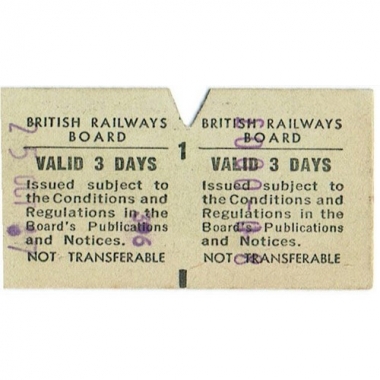 BRITISH RAILWAYS
BOARD
VALID 3 DAYS
Issued subject to
the Conditions and
Regulations in the
Board's Publications
and Notices.
NOT TRANSFERABLE
1
BRITISH RAILWAYS
BOARD
VALID 3 DAYS
Issued subject to
the Conditions and
Regulations in the
Board's Publications
and Notices.
NOT TRANSFERABLE
25 OCT